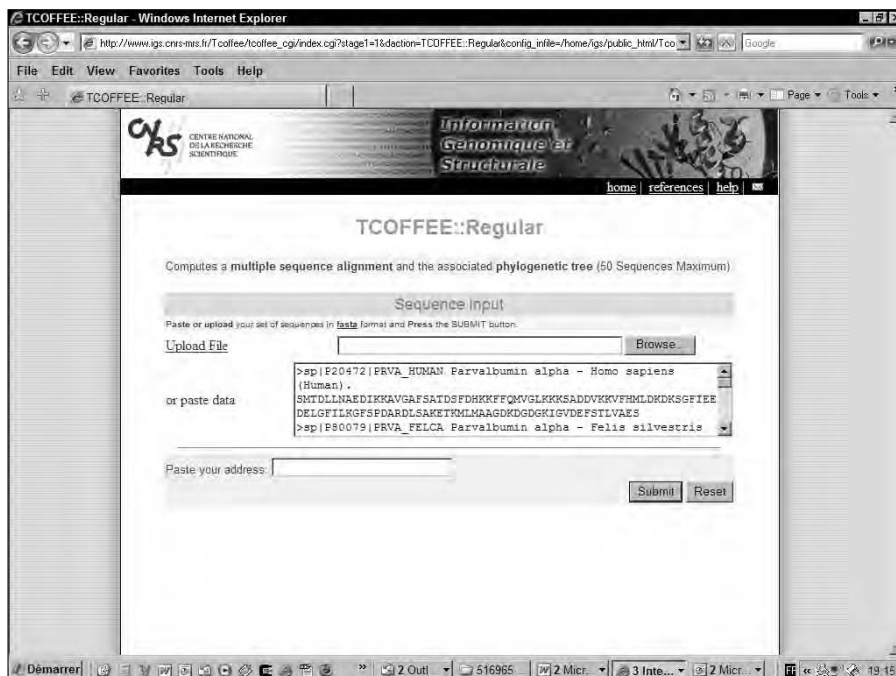 TCOFFEE::Regular - Windows Internet Explorer
http://www.igs.cnrs-mrs.fr/Tcoffee/tcoffee_cgi/index.cgi?stage1=1&daction=TCOFFEE::Regular&config_infile=/home/igs/public_html/Tco
Google
File Edit View Favorites Tools Help
TCOFFEE::Regular
Page Tools
CNRS
CENTRE NATIONAL
DE LA RECHERCHE
SCIENTIFIQUE
Information
Génomique et
Structurale
home | references | help |
TCOFFEE::Regular
Computes a multiple sequence alignment and the associated phylogenetic tree (50 Sequences Maximum)
Sequence input
Paste or upload your set of sequences in fasta format and Press the SUBMIT button.
Upload File
Browse...
or paste data
>sp|P20472|PRVA_HUMAN Parvalbumin alpha - Homo sapiens
(Human).
SMTDLLNAEDIKKAVGAFSATDSFDHKKFFQMVGLKKKSADDVKKVFHMLDKDKSGFIEE
DELGFILKGFSPDARDLSAKETKMLMAAGDKDGDGKIGVDEFSTLVAES
>sp|P80079|PRVA_FELCA Parvalbumin alpha - Felis silvestris
Paste your address:
Submit Reset
Démarrer
»
2 Outl
516965
2 Micr...
3 Inte...
2 Micr...
FF
«
19:15